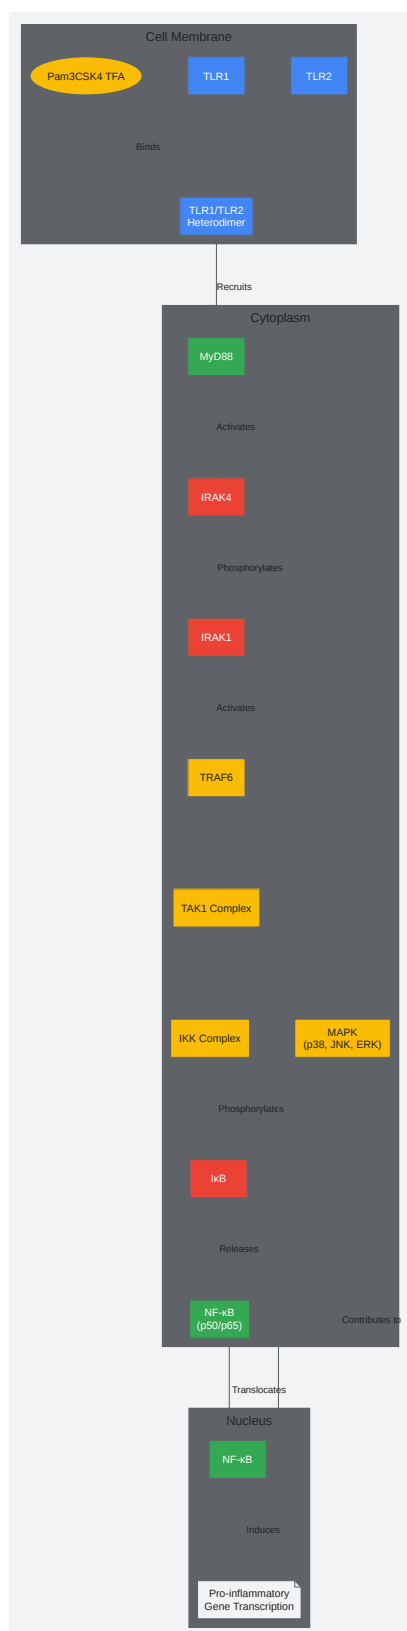 Cell Membrane
Pam3CSK4 TFA
TLR1
TLR2
Binds
TLR1/TLR2
Heterodimer
Recruits
Cytoplasm
MyD88
Activates
IRAK4
Phosphorylates
IRAK1
Activates
TRAF6
TAK1 Complex
IKK Complex
MAPK
(p38, JNK, ERK)
Phosphorylates
IκB
Releases
NF-κB
(p50/p65)
Contributes to
Translocates
Nucleus
NF-κB
Induces
Pro-inflammatory
Gene Transcription